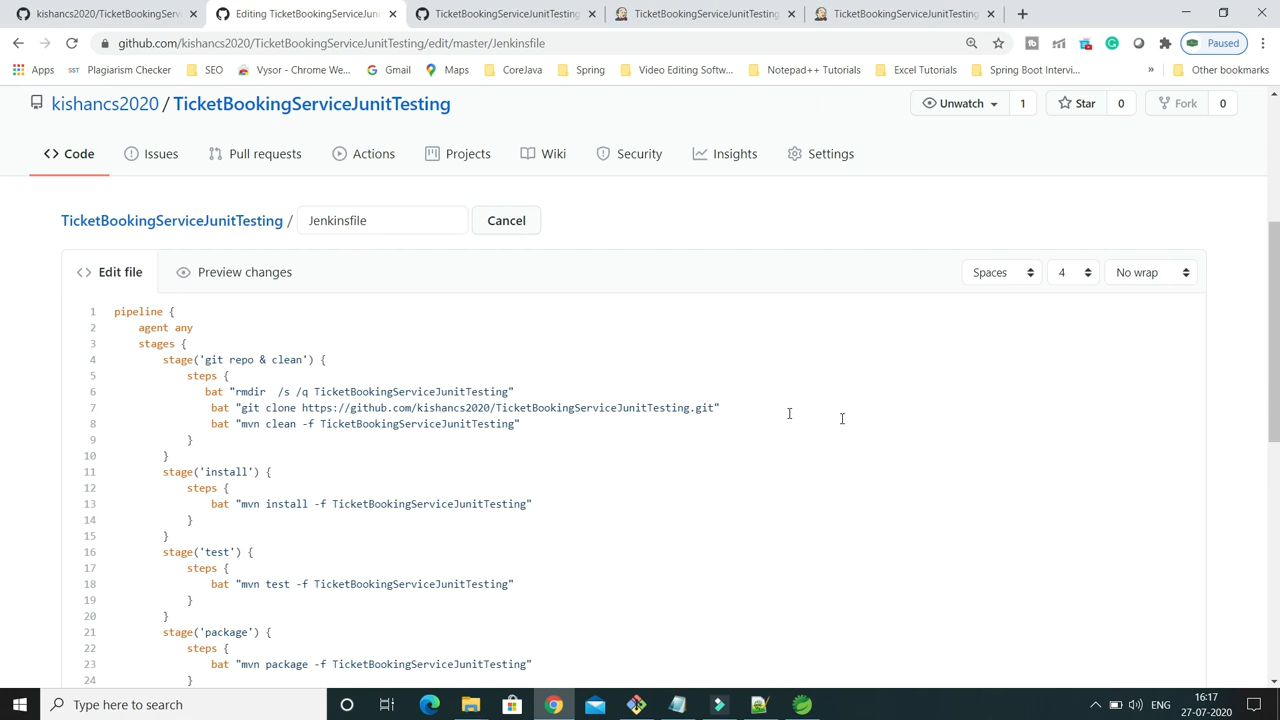 kishancs2020/TicketBookingServic
Editing TicketBookingServiceJuni
TicketBookingServiceJunitTesting
TicketBookingServiceJunitTesting
TicketBookingServiceJunitTesting
github.com/kishancs2020/TicketBookingServiceJunitTesting/edit/master/Jenkinsfile
Paused
Apps
SST Plagiarism Checker
SEO
Vysor - Chrome We...
Gmail
Maps
CoreJava
Spring
Video Editing Softw...
Notepad++ Tutorials
Excel Tutorials
Spring Boot Intervi...
»
Other bookmarks
kishancs2020 / TicketBookingServiceJunitTesting
Unwatch 1
Star 0
Fork 0
Code
Issues
Pull requests
Actions
Projects
Wiki
Security
Insights
Settings
TicketBookingServiceJunitTesting / Jenkinsfile
Cancel
Edit file
Preview changes
Spaces
4
No wrap
1 pipeline {
2 agent any
3 stages {
4 stage('git repo & clean') {
5 steps {
6 bat "rmdir  /s /q TicketBookingServiceJunitTesting"
7 bat "git clone https://github.com/kishancs2020/TicketBookingServiceJunitTesting.git"
8 bat "mvn clean -f TicketBookingServiceJunitTesting"
9 }
10 }
11 stage('install') {
12 steps {
13 bat "mvn install -f TicketBookingServiceJunitTesting"
14 }
15 }
16 stage('test') {
17 steps {
18 bat "mvn test -f TicketBookingServiceJunitTesting"
19 }
20 }
21 stage('package') {
22 steps {
23 bat "mvn package -f TicketBookingServiceJunitTesting"
24 }
Type here to search
ENG
16:17
27-07-2020